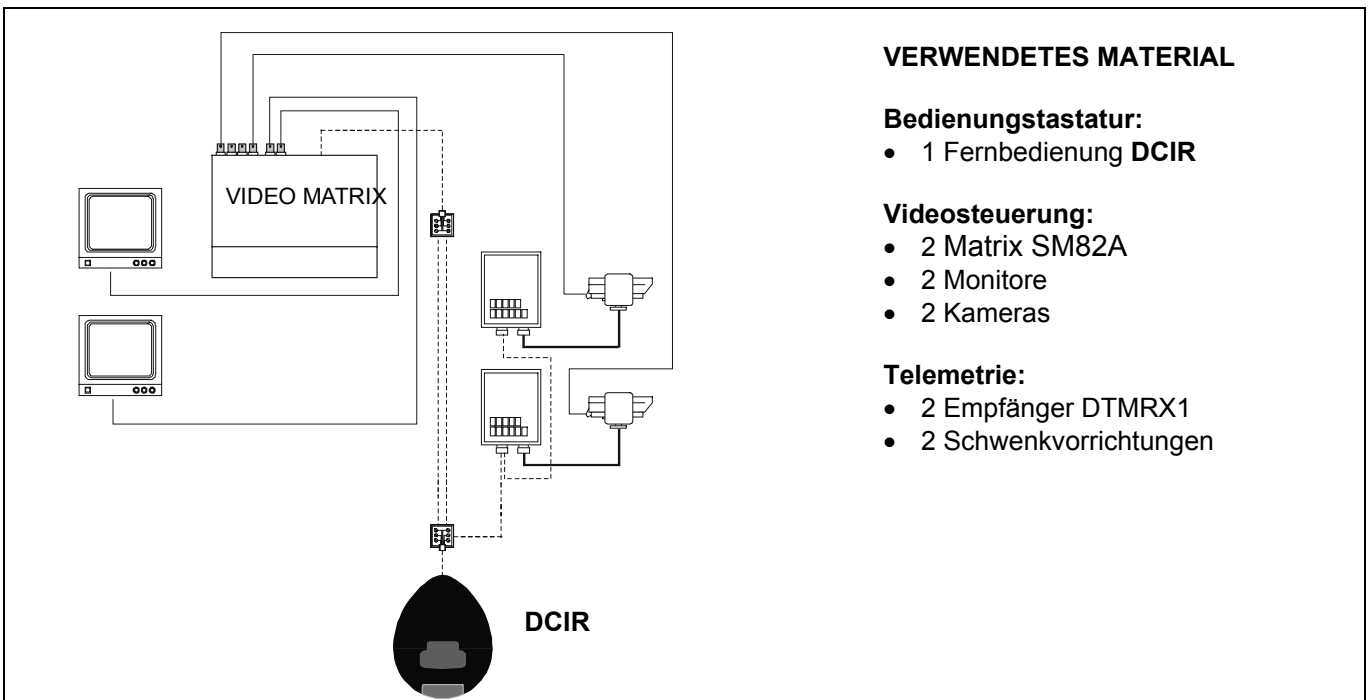 VIDEO MATRIX
DCIR
VERWENDETES MATERIAL
Bedienungstastatur:
• 1 Fernbedienung DCIR
Videosteuerung:
• 2 Matrix SM82A
• 2 Monitore
• 2 Kameras
Telemetrie:
• 2 Empfänger DTMRX1
• 2 Schwenkvorrichtungen